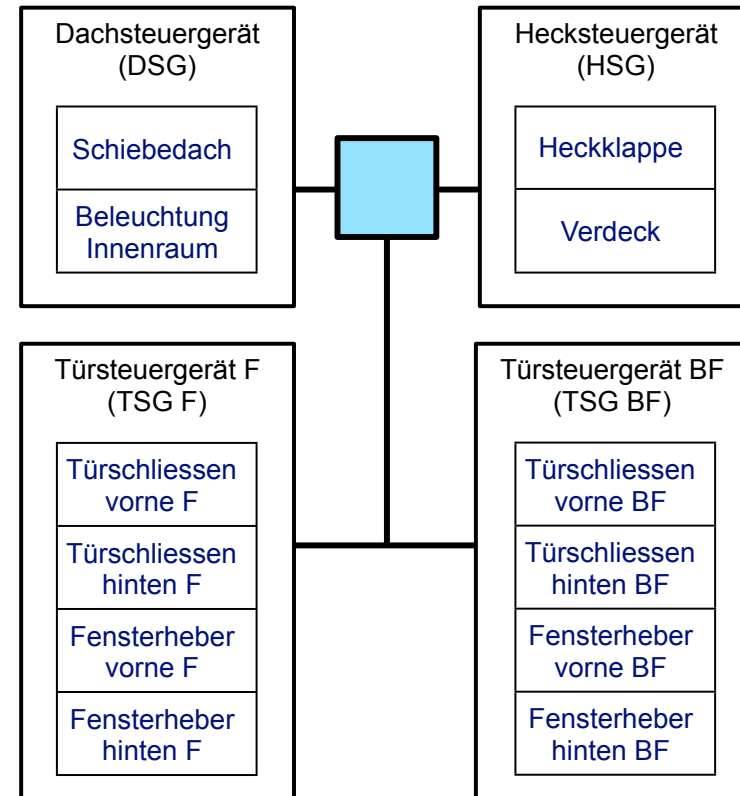 Dachsteuergerät
(DSG)
Schiebedach
Beleuchtung
Innenraum
Hecksteuergerät
(HSG)
Heckklappe
Verdeck
Türsteuergerät F
(TSG F)
Türschliessen
vorne F
Türschliessen
hinten F
Fensterheber
vorne F
Fensterheber
hinten F
Türsteuergerät BF
(TSG BF)
Türschliessen
vorne BF
Türschliessen
hinten BF
Fensterheber
vorne BF
Fensterheber
hinten BF